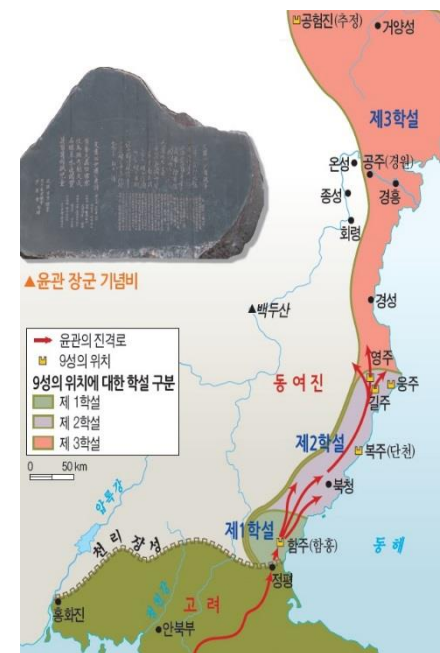 공험진(추정)
거양성
제3학설
온성
공주(경원)
종성
경흥
회령
▲윤관 장군 기념비
경성
▲백두산
윤관의 진격로
9성의 위치
9성의 위치에 대한 학설 구분
제 1학설
제 2학설
제 3학설
0 50 km
동여진
영주
웅주
길주
제2학설
복주(단천)
북청
압록강
제1학설
함주(함흥)
동해
천리장성
정평
고려
홍화진
안북부